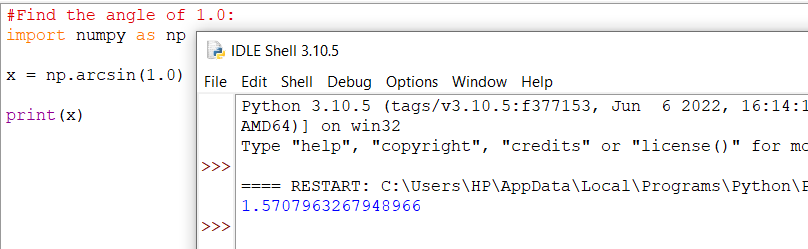 #Find the angle of 1.0:
import numpy as np
x = np.arcsin(1.0)
print(x)
IDLE Shell 3.10.5
File Edit Shell Debug Options Window Help
Python 3.10.5 (tags/v3.10.5:f377153, Jun  6 2022, 16:14:1
AMD64)] on win32
Type "help", "copyright", "credits" or "license()" for mo
>>>
==== RESTART: C:\Users\HP\AppData\Local\Programs\Python\P
1.5707963267948966
>>>